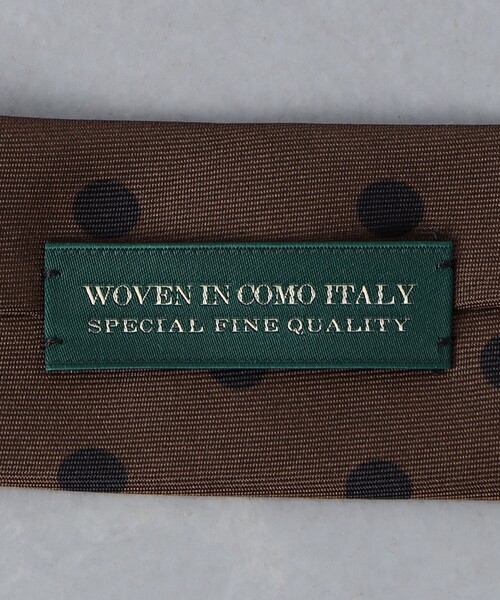 WOVEN IN COMO ITALY
SPECIAL FINE QUALITY